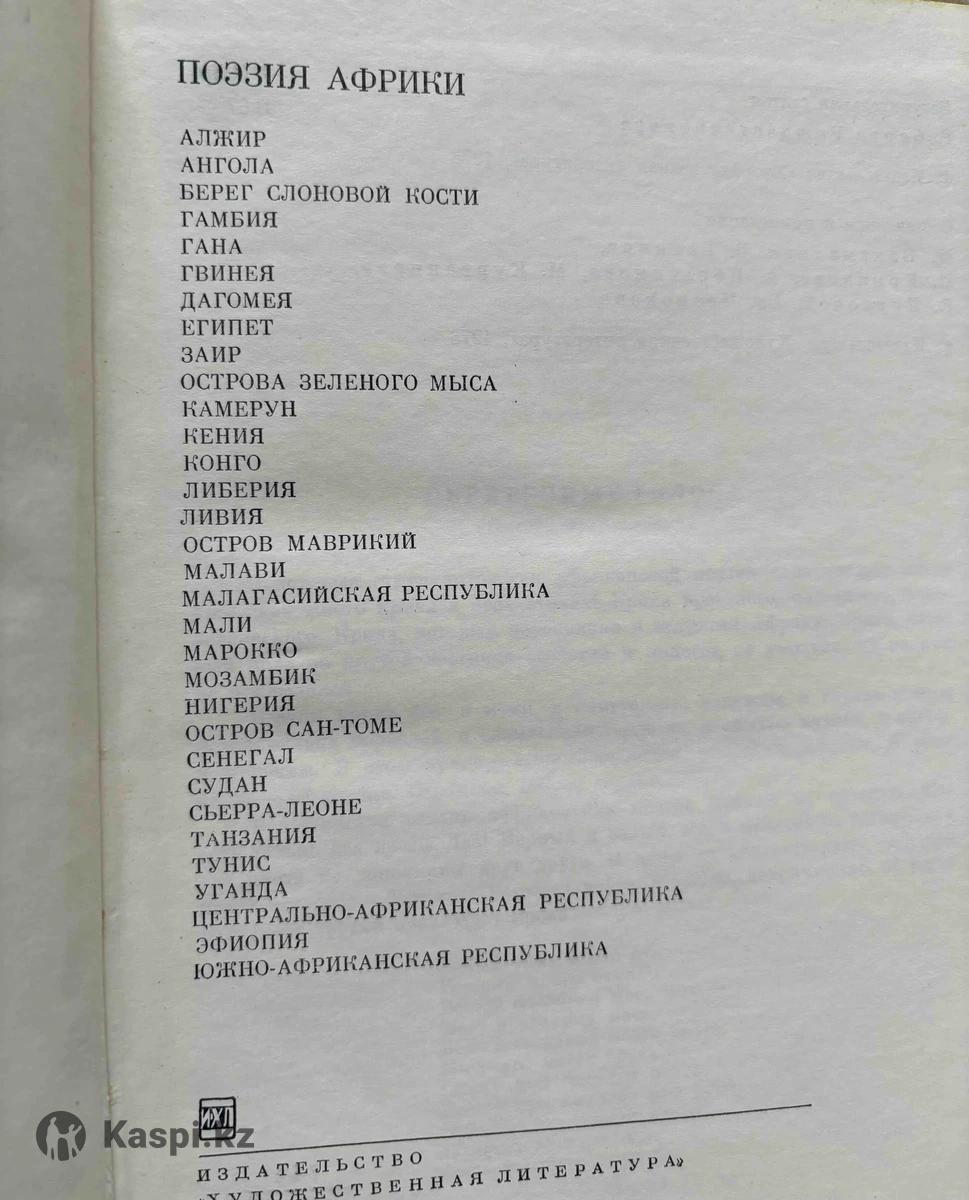 ПОЭЗИЯ АФРИКИ
АЛЖИР
АНГОЛА
БЕРЕГ СЛОНОВОЙ КОСТИ
ГАМБИЯ
ГАНА
ГВИНЕЯ
ДАГОМЕЯ
ЕГИПЕТ
ЗАИР
ОСТРОВА ЗЕЛЕНОГО МЫСА
КАМЕРУН
КЕНИЯ
КОНГО
ЛИБЕРИЯ
ЛИВИЯ
ОСТРОВ МАВРИКИЙ
МАЛАВИ
МАЛАГАСИЙСКАЯ РЕСПУБЛИКА
МАЛИ
МАРОККО
МОЗАМБИК
НИГЕРИЯ
ОСТРОВ САН-ТОМЕ
СЕНЕГАЛ
СУДАН
СЬЕРРА-ЛЕОНЕ
ТАНЗАНИЯ
ТУНИС
УГАНДА
ЦЕНТРАЛЬНО-АФРИКАНСКАЯ РЕСПУБЛИКА
ЭФИОПИЯ
ЮЖНО-АФРИКАНСКАЯ РЕСПУБЛИКА
ИХЛ
Kaspi.kz
ИЗДАТЕЛЬСТВО
«ХУДОЖЕСТВЕННАЯ ЛИТЕРАТУРА»